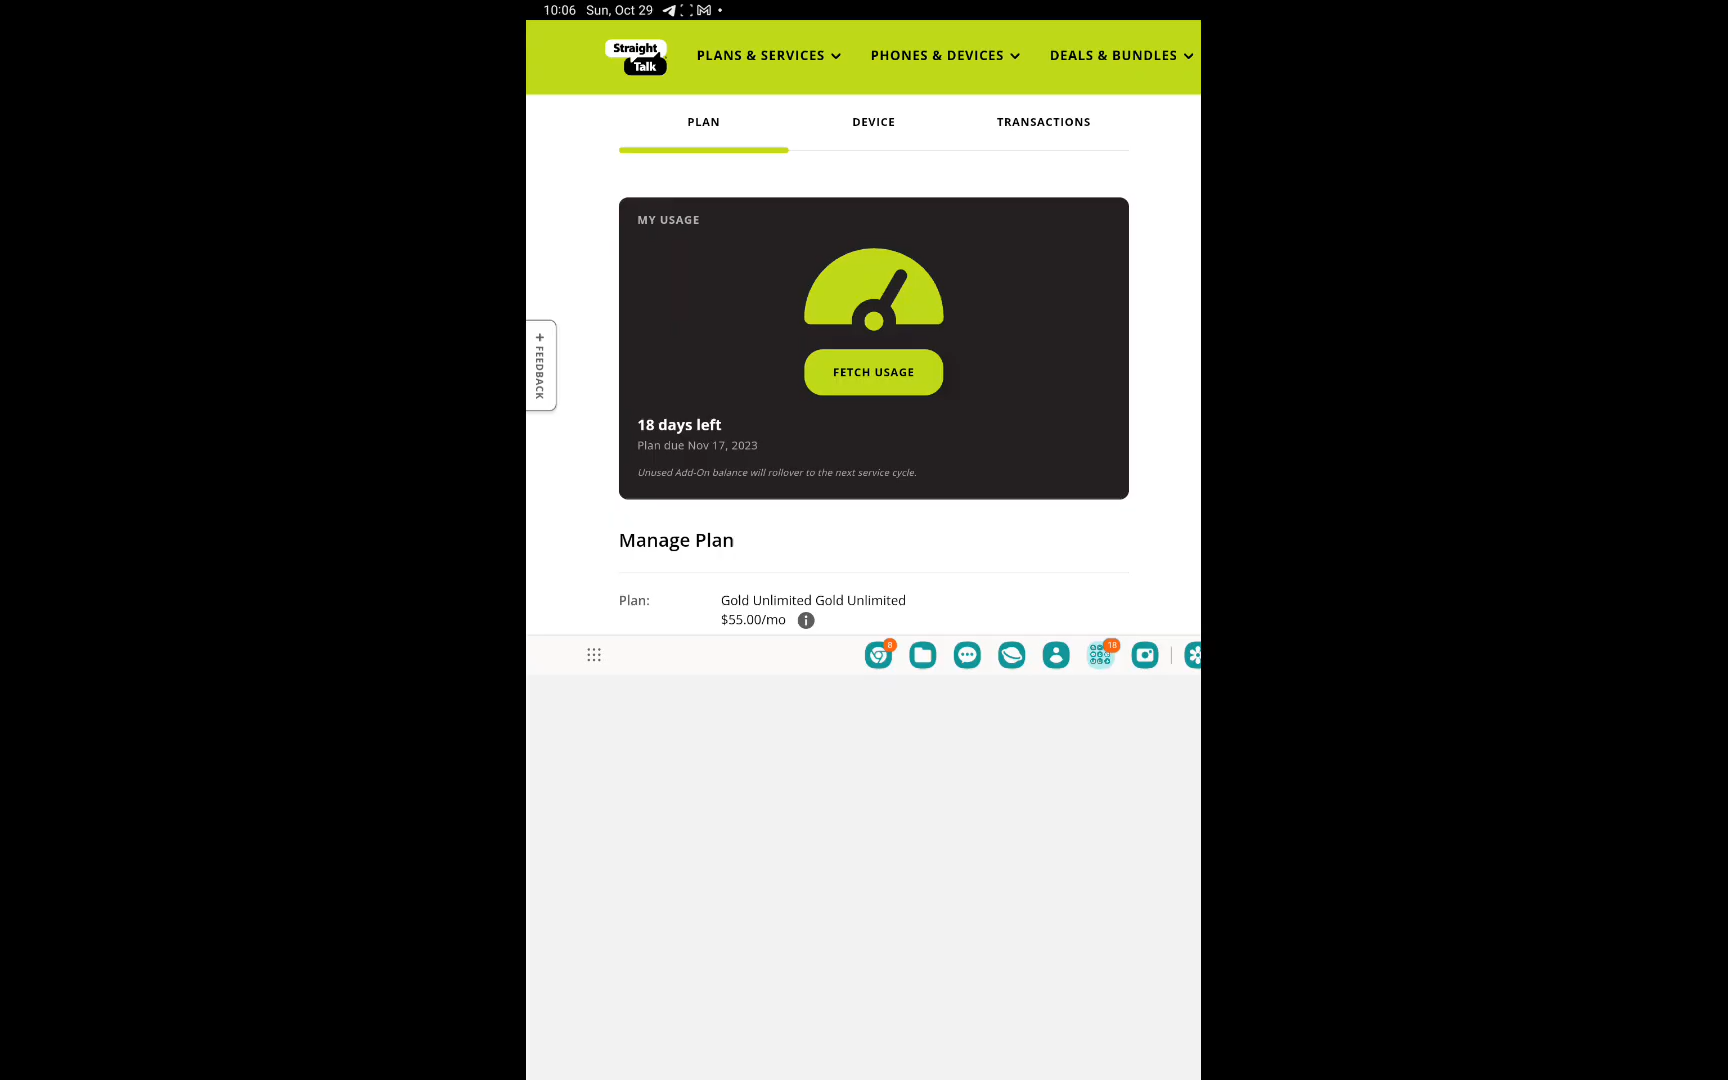 10:06 Sun, Oct 29
Straight
Talk
PLANS & SERVICES PHONES & DEVICES DEALS & BUNDLES
PLAN DEVICE TRANSACTIONS
MY USAGE
+ FEEDBACK
FETCH USAGE
18 days left
Plan due Nov 17, 2023
Unused Add-On balance will rollover to the next service cycle.
Manage Plan
Plan: Gold Unlimited Gold Unlimited
$55.00/mo
8
18